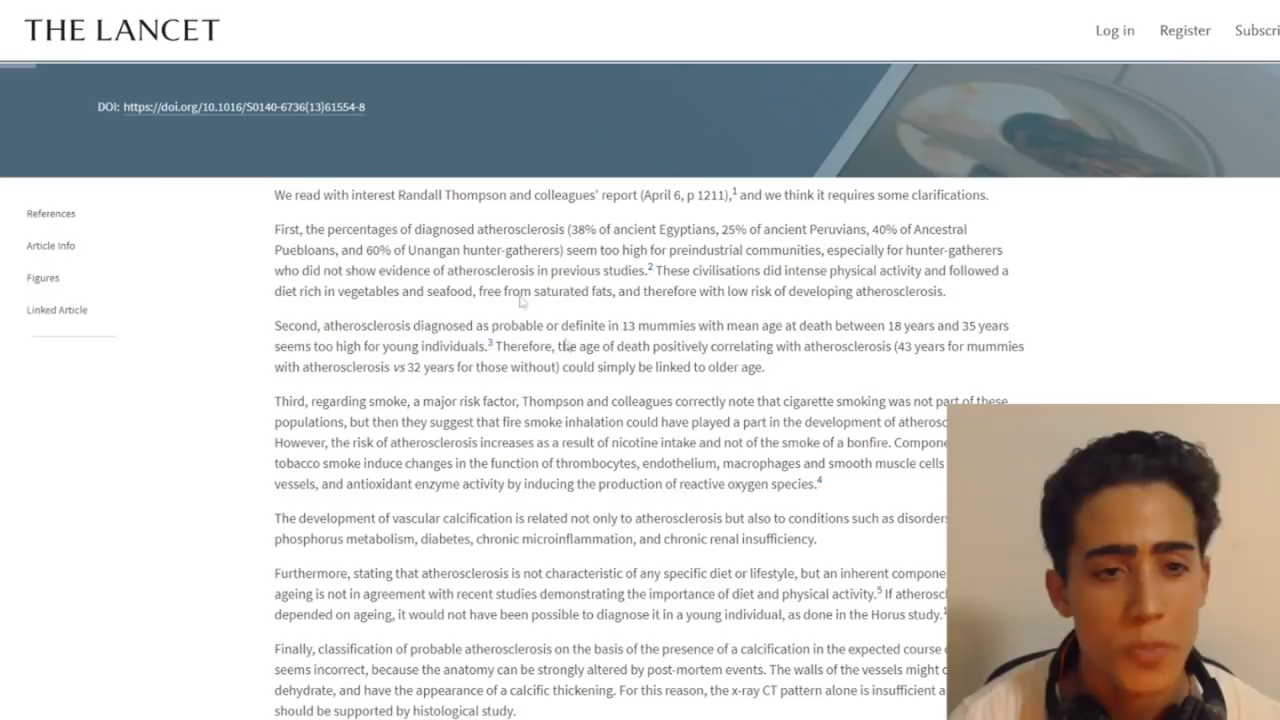 THE LANCET
Log in Register
DOI: https://doi.org/10.1016/S0140-6736(13)61554-8
References
Article Info
Figures
Linked Article
We read with interest Randall Thompson and colleagues' report (April 6, p 1211),1 and we think it requires some clarifications.
First, the percentages of diagnosed atherosclerosis (38% of ancient Egyptians, 25% of ancient Peruvians, 40% of Ancestral
Puebloans, and 60% of Unangan hunter-gatherers) seem too high for preindustrial communities, especially for hunter-gatherers
who did not show evidence of atherosclerosis in previous studies.2 These civilisations did intense physical activity and followed a
diet rich in vegetables and seafood, free from saturated fats, and therefore with low risk of developing atherosclerosis.
Second, atherosclerosis diagnosed as probable or definite in 13 mummies with mean age at death between 18 years and 35 years
seems too high for young individuals.3 Therefore, the age of death positively correlating with atherosclerosis (43 years for mummies
with atherosclerosis vs 32 years for those without) could simply be linked to older age.
Third, regarding smoke, a major risk factor, Thompson and colleagues correctly note that cigarette smoking was not part of these
populations, but then they suggest that fire smoke inhalation could have played a part in the development of
However, the risk of atherosclerosis increases as a result of nicotine intake and not of the smoke of a bonfire.
tobacco smoke induce changes in the function of thrombocytes, endothelium, macrophages and smooth muscle cells
vessels, and antioxidant enzyme activity by inducing the production of reactive oxygen species.4
The development of vascular calcification is related not only to atherosclerosis but also to conditions such as
phosphorus metabolism, diabetes, chronic microinflammation, and chronic renal insufficiency.
Furthermore, stating that atherosclerosis is not characteristic of any specific diet or lifestyle, but an inherent
ageing is not in agreement with recent studies demonstrating the importance of diet and physical activity.5 If
depended on ageing, it would not have been possible to diagnose it in a young individual, as done in the Horus study.
Finally, classification of probable atherosclerosis on the basis of the presence of a calcification in the expected course
seems incorrect, because the anatomy can be strongly altered by post-mortem events. The walls of the vessels might
dehydrate, and have the appearance of a calcific thickening. For this reason, the x-ray CT pattern alone is insufficient
should be supported by histological study.